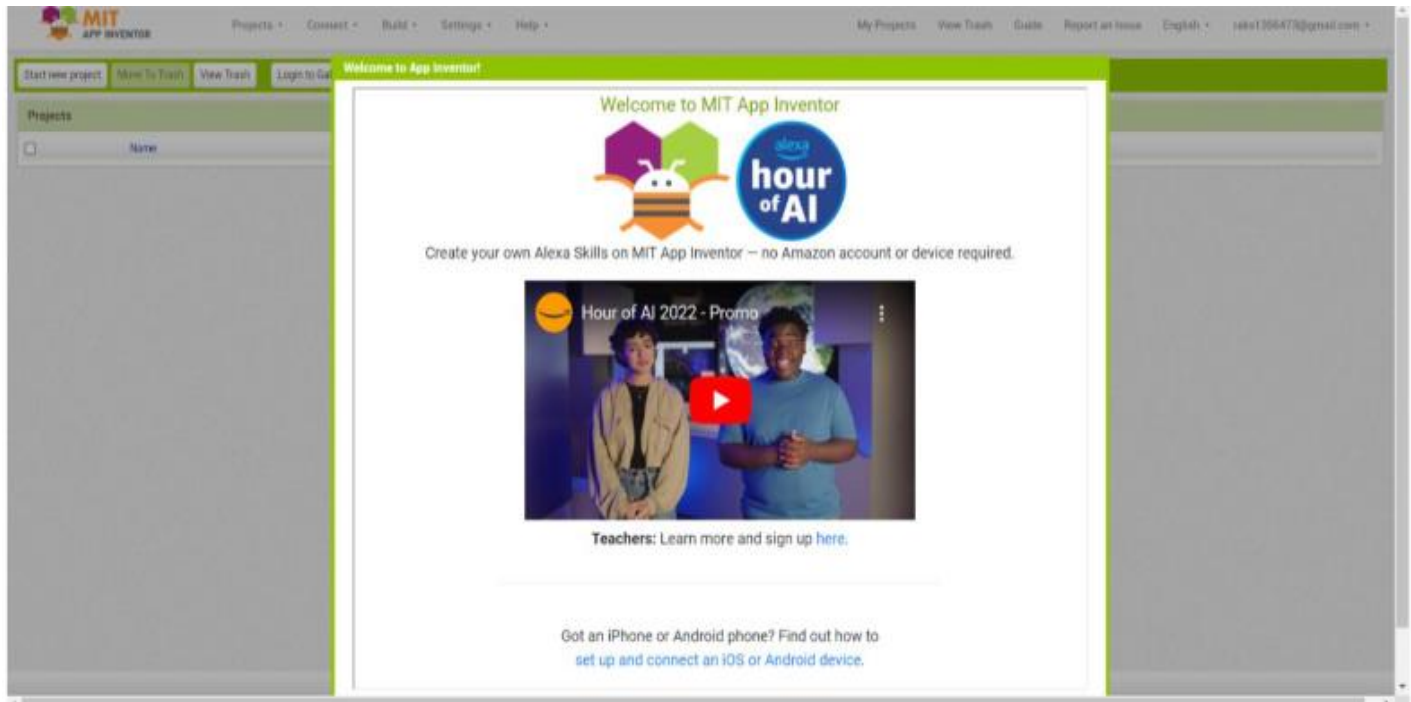 MIT
APP INVENTOR
Projects Connect Build Settings Help My Projects View Trash Guide Report an Issue English
Start new project Move To Trash View Trash Login to Gal
Welcome to App Inventor!
Projects
Name
Welcome to MIT App Inventor
alexa
hour
of AI
Create your own Alexa Skills on MIT App Inventor — no Amazon account or device required.
Hour of AI 2022 - Promo
Teachers: Learn more and sign up here.
Got an iPhone or Android phone? Find out how to
set up and connect an iOS or Android device.